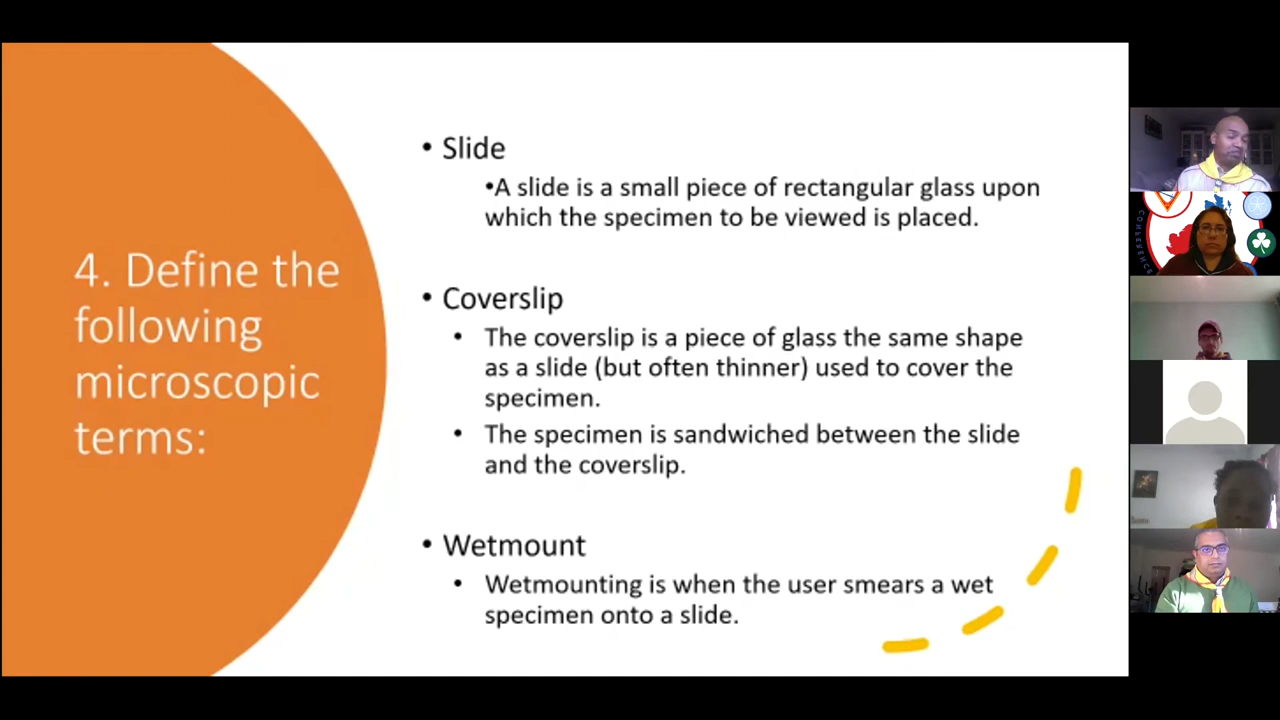 4. Define the
following
microscopic
terms:
• Slide
•A slide is a small piece of rectangular glass upon
which the specimen to be viewed is placed.
• Coverslip
• The coverslip is a piece of glass the same shape
as a slide (but often thinner) used to cover the
specimen.
• The specimen is sandwiched between the slide
and the coverslip.
• Wetmount
• Wetmounting is when the user smears a wet
specimen onto a slide.
CONFERENCE